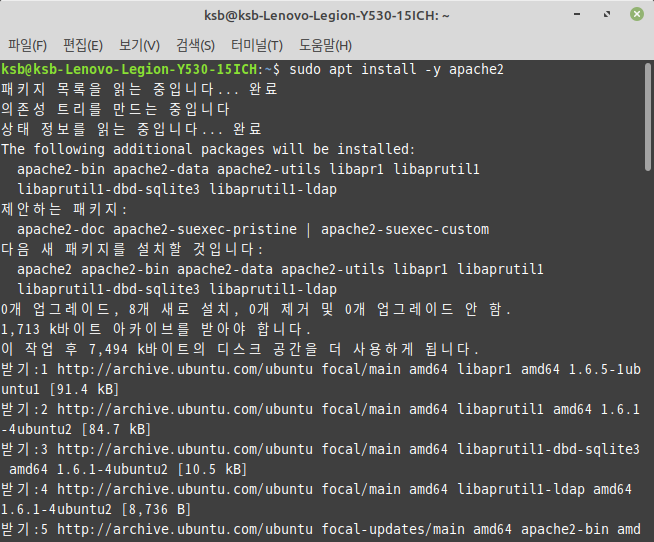 ksb@ksb-Lenovo-Legion-Y530-15ICH: ~
파일(F) 편집(E) 보기(V) 검색(S) 터미널(T) 도움말(H)
ksb@ksb-Lenovo-Legion-Y530-15ICH:~$ sudo apt install -y apache2
패키지 목록을 읽는 중입니다... 완료
의존성 트리를 만드는 중입니다
상태 정보를 읽는 중입니다... 완료
The following additional packages will be installed:
  apache2-bin apache2-data apache2-utils libapr1 libaprutil1
  libaprutil1-dbd-sqlite3 libaprutil1-ldap
제안하는 패키지:
  apache2-doc apache2-suexec-pristine | apache2-suexec-custom
다음 새 패키지를 설치할 것입니다:
  apache2 apache2-bin apache2-data apache2-utils libapr1 libaprutil1
  libaprutil1-dbd-sqlite3 libaprutil1-ldap
0개 업그레이드, 8개 새로 설치, 0개 제거 및 0개 업그레이드 안 함.
1,713 k바이트 아카이브를 받아야 합니다.
이 작업 후 7,494 k바이트의 디스크 공간을 더 사용하게 됩니다.
받기:1 http://archive.ubuntu.com/ubuntu focal/main amd64 libapr1 amd64 1.6.5-1ub
untu1 [91.4 kB]
받기:2 http://archive.ubuntu.com/ubuntu focal/main amd64 libaprutil1 amd64 1.6.1
-4ubuntu2 [84.7 kB]
받기:3 http://archive.ubuntu.com/ubuntu focal/main amd64 libaprutil1-dbd-sqlite3
 amd64 1.6.1-4ubuntu2 [10.5 kB]
받기:4 http://archive.ubuntu.com/ubuntu focal/main amd64 libaprutil1-ldap amd64
1.6.1-4ubuntu2 [8,736 B]
받기:5 http://archive.ubuntu.com/ubuntu focal-updates/main amd64 apache2-bin amd